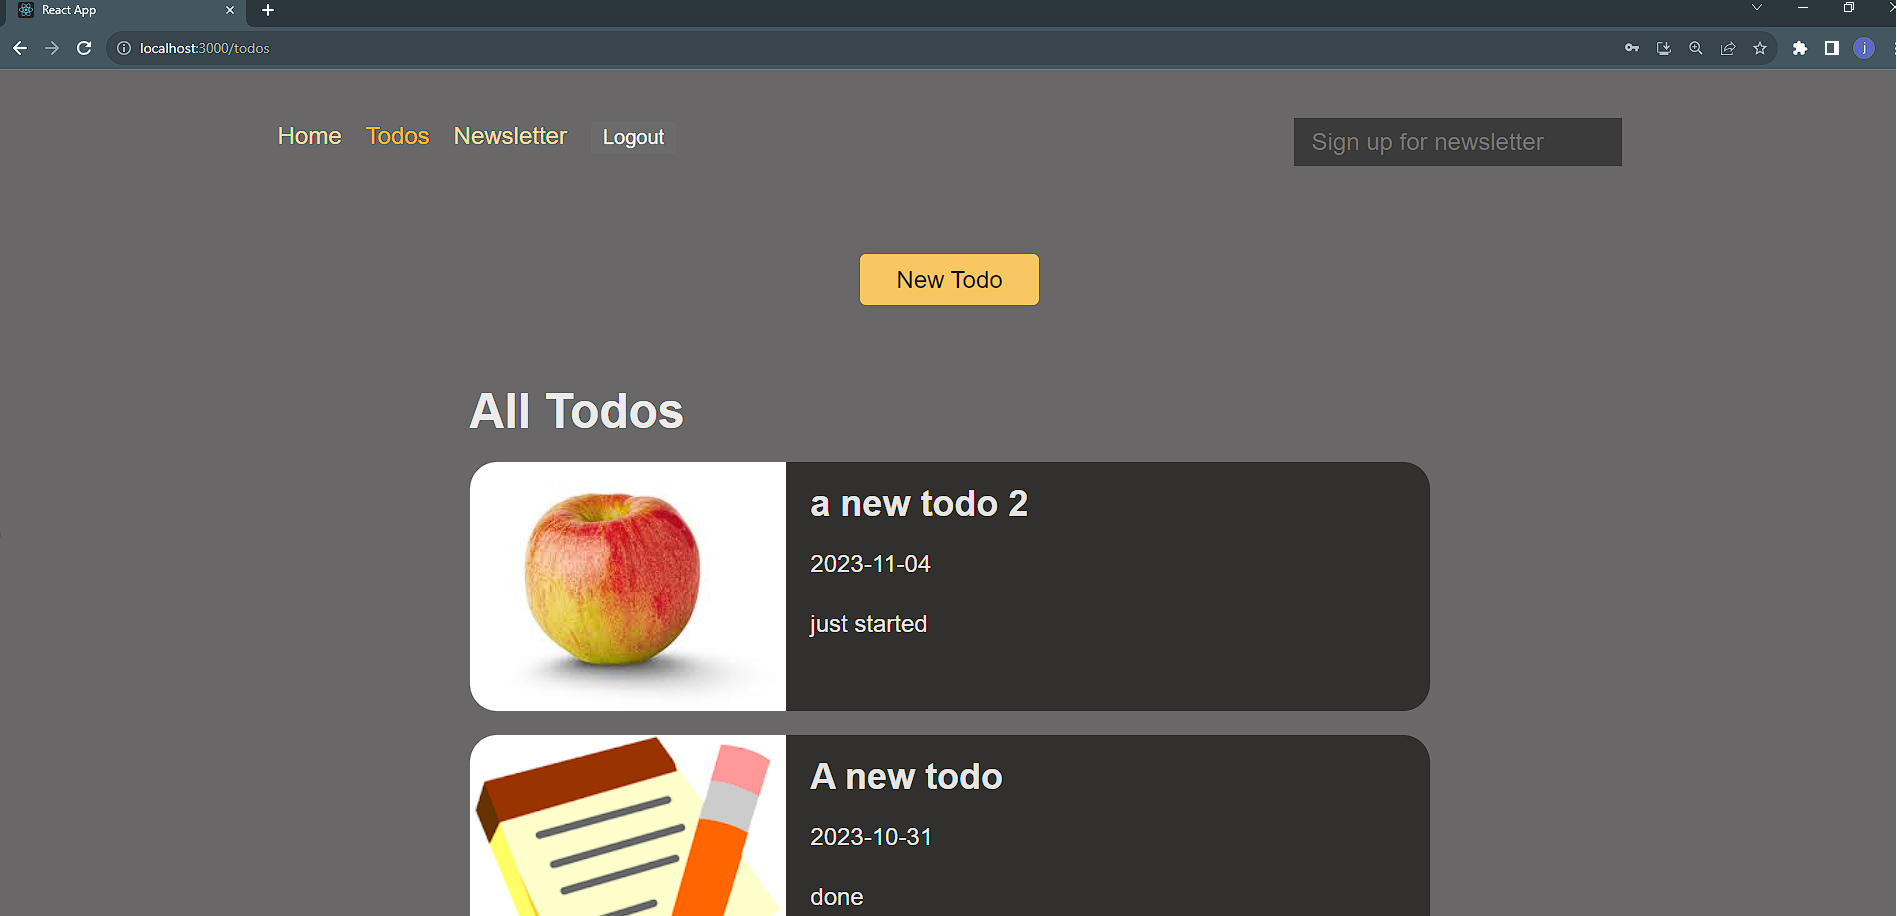 React App
localhost:3000/todos
j
Home Todos Newsletter Logout
Sign up for newsletter
New Todo
All Todos
a new todo 2
2023-11-04
just started
A new todo
2023-10-31
done